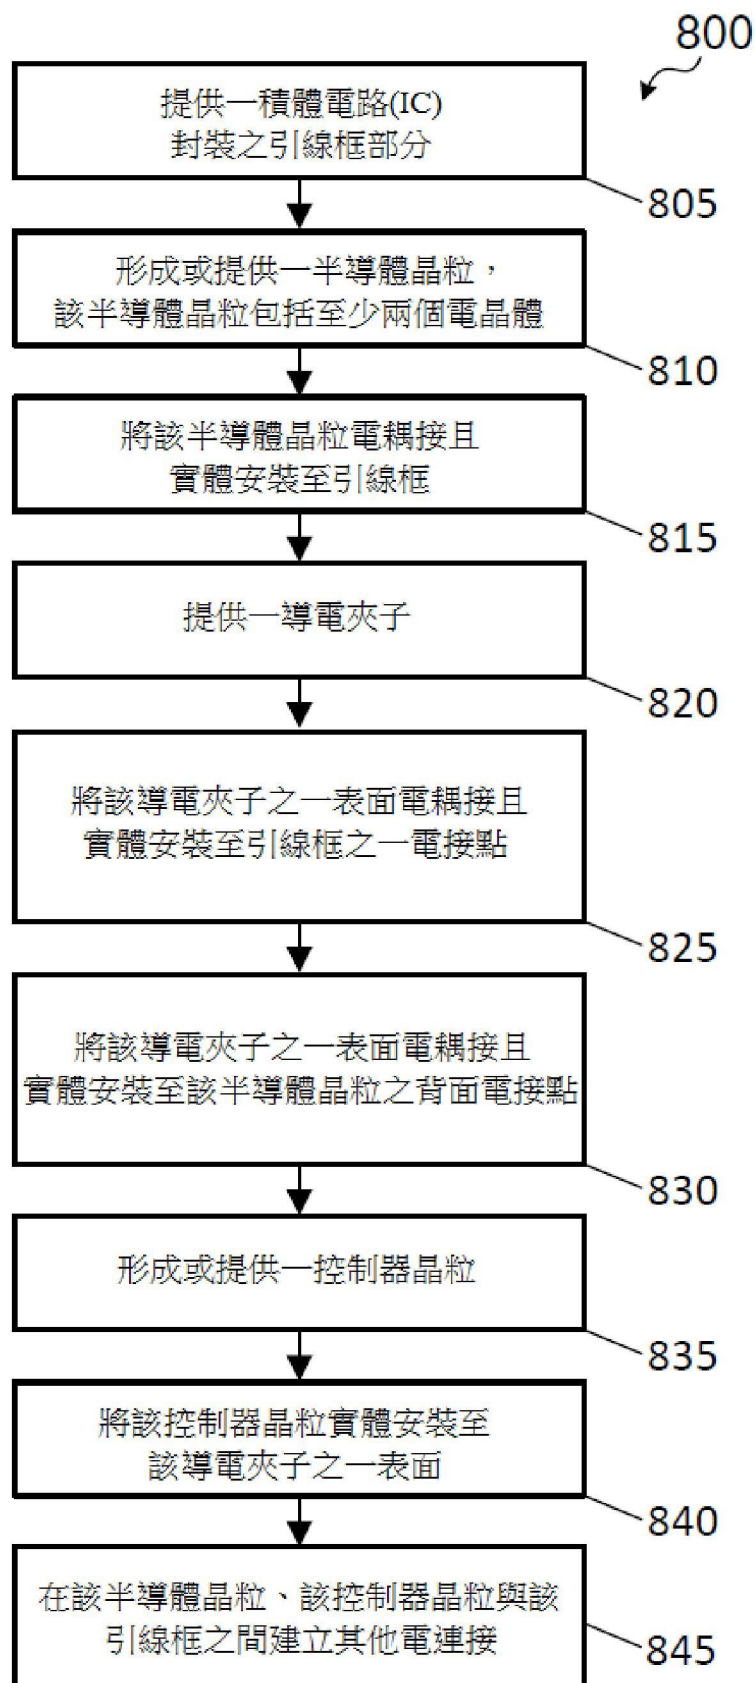 800
提供一積體電路(IC)
封裝之引線框部分
805
形成或提供一半導體晶粒，
該半導體晶粒包括至少兩個電晶體
810
將該半導體晶粒電耦接且
實體安裝至引線框
815
提供一導電夾子
820
將該導電夾子之一表面電耦接且
實體安裝至引線框之一電接點
825
將該導電夾子之一表面電耦接且
實體安裝至該半導體晶粒之背面電接點
830
形成或提供一控制器晶粒
835
將該控制器晶粒實體安裝至
該導電夾子之一表面
840
在該半導體晶粒、該控制器晶粒與該
引線框之間建立其他電連接
845